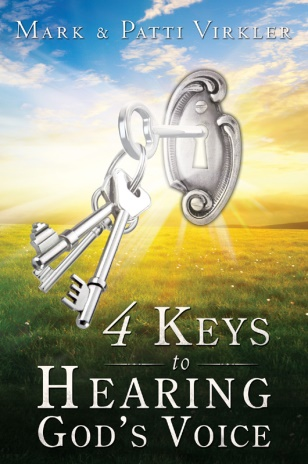 MARK & PATTI VIRKLER
4 KEYS
to
HEARING
GOD'S VOICE